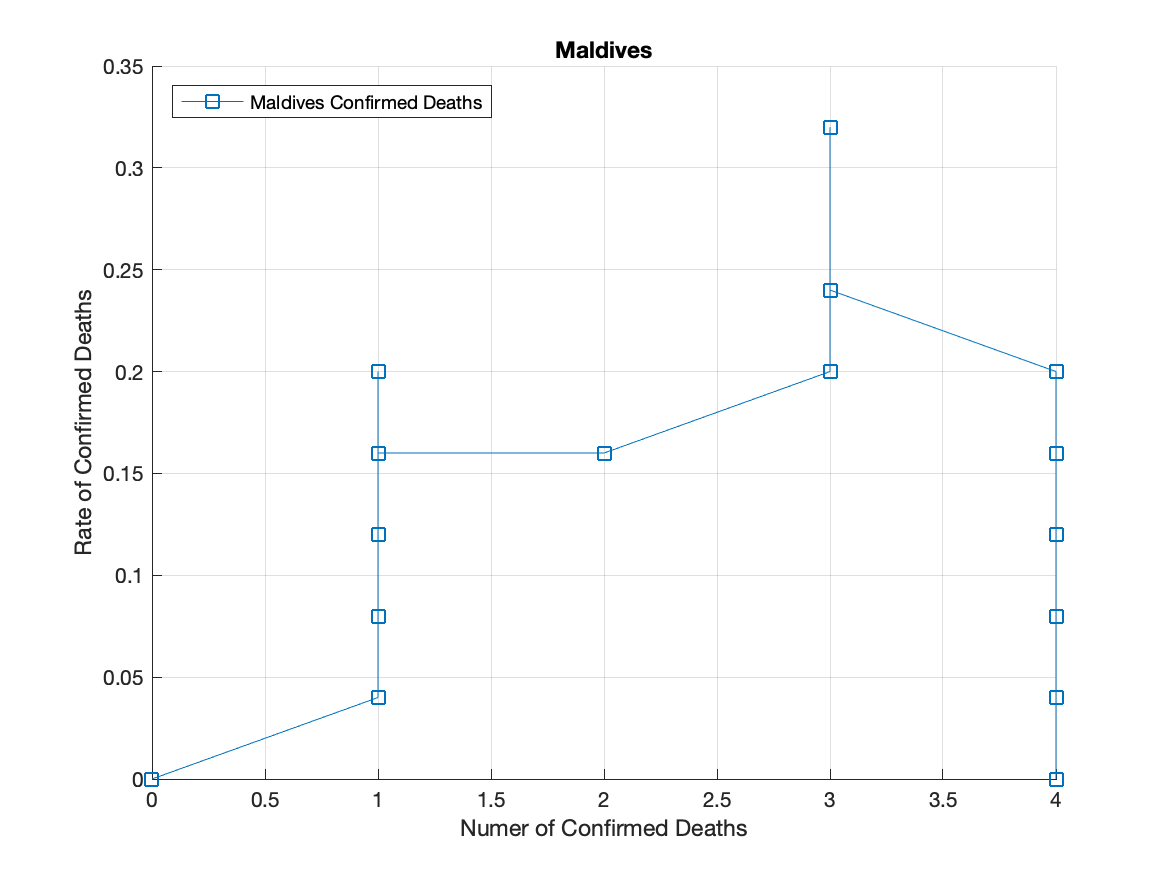 Maldives
Maldives Confirmed Deaths
0.35
0.3
0.25
0.2
0.15
0.1
0.05
0
Rate of Confirmed Deaths
0 0.5 1 1.5 2 2.5 3 3.5 4
Numer of Confirmed Deaths